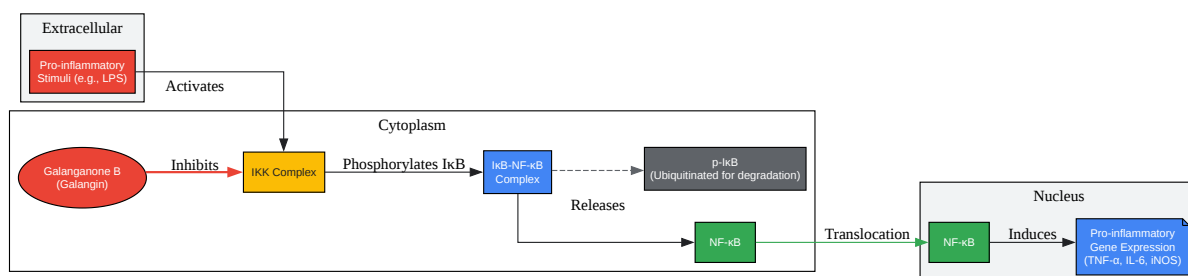 Extracellular
Pro-inflammatory
Stimuli (e.g., LPS)
Activates
Cytoplasm
Galanganone B
(Galangin)
Inhibits
IKK Complex
Phosphorylates IκB
IκB-NF-κB
Complex
p-IκB
(Ubiquitinated for degradation)
Releases
NF-κB
Translocation
Nucleus
NF-κB
Induces
Pro-inflammatory
Gene Expression
(TNF-α, IL-6, iNOS)